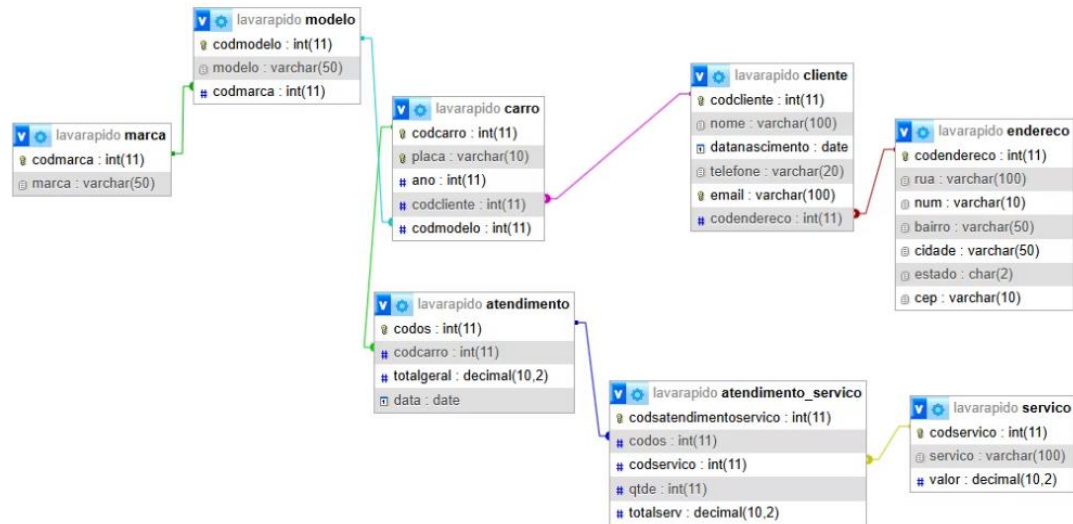 lavarapido modelo
codmodelo : int(11)
modelo : varchar(50)
codmarca : int(11)
lavarapido marca
codmarca : int(11)
marca : varchar(50)
lavarapido carro
codcarro : int(11)
placa : varchar(10)
ano : int(11)
codcliente : int(11)
codmodelo : int(11)
lavarapido cliente
codcliente : int(11)
nome : varchar(100)
datanascimento : date
telefone : varchar(20)
email : varchar(100)
codendereco : int(11)
lavarapido endereco
codendereco : int(11)
rua : varchar(100)
num : varchar(10)
bairro : varchar(50)
cidade : varchar(50)
estado : char(2)
cep : varchar(10)
lavarapido atendimento
codos : int(11)
codcarro : int(11)
totalgeral : decimal(10,2)
data : date
lavarapido atendimento_servico
codsatendimentoservico : int(11)
codos : int(11)
codservico : int(11)
qtde : int(11)
totalserv : decimal(10,2)
lavarapido servico
codservico : int(11)
servico : varchar(100)
valor : decimal(10,2)